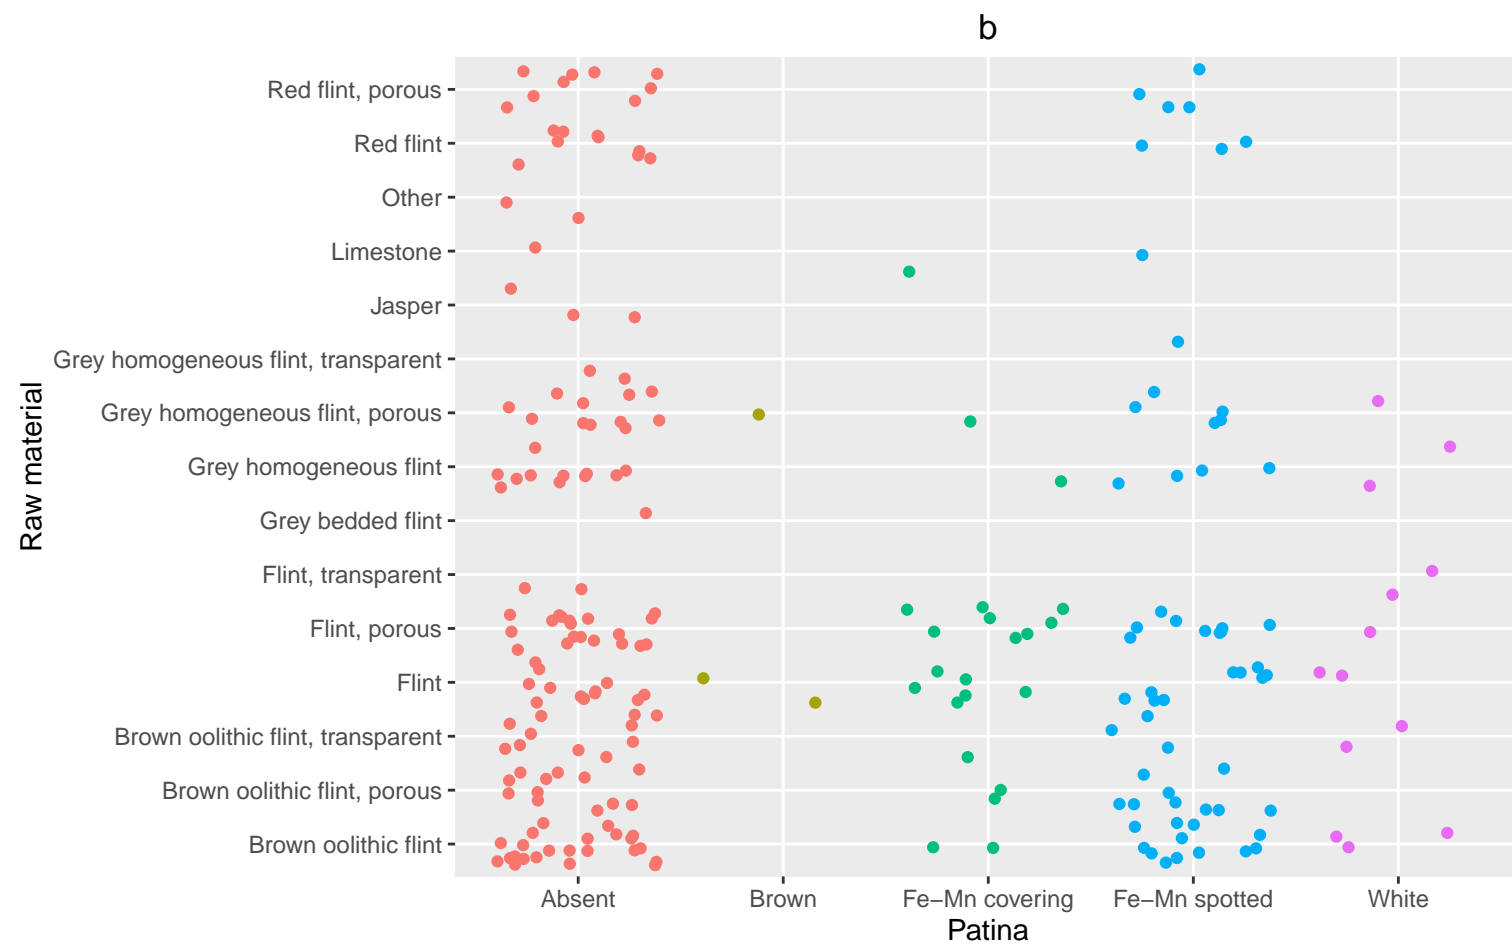 b
Raw material
Red flint, porous
Red flint
Other
Limestone
Jasper
Grey homogeneous flint, transparent
Grey homogeneous flint, porous
Grey homogeneous flint
Grey bedded flint
Flint, transparent
Flint, porous
Flint
Brown oolithic flint, transparent
Brown oolithic flint, porous
Brown oolithic flint
Absent Brown Fe−Mn covering Fe−Mn spotted White
Patina